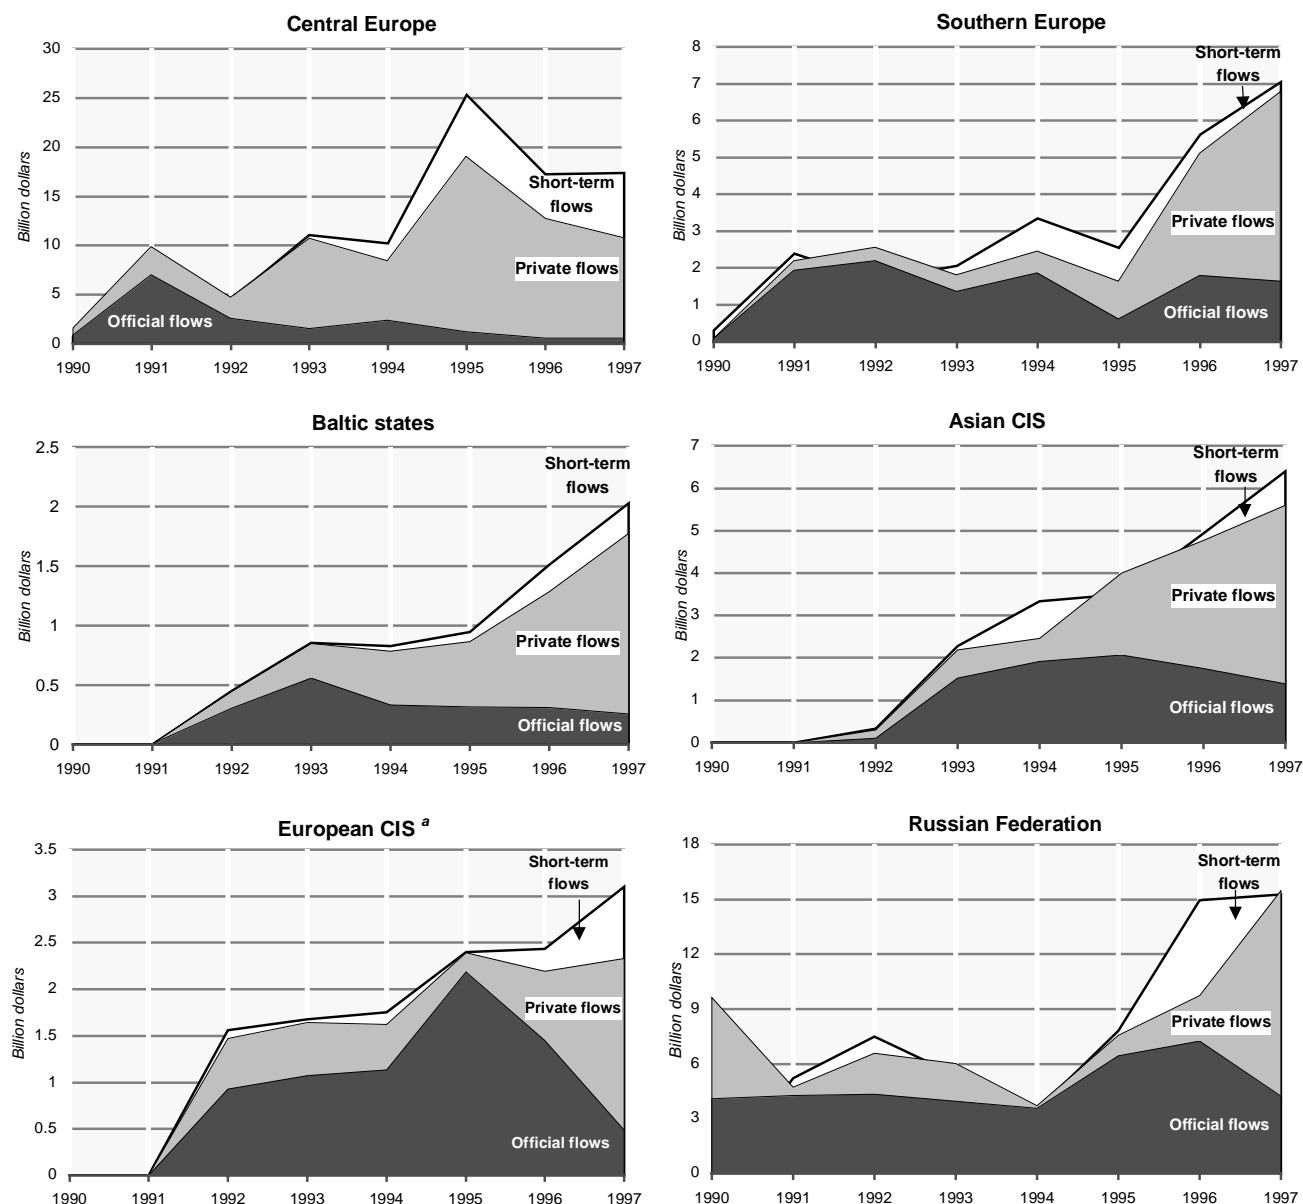 Central Europe
30
25
20
15
10
5
0
Billion dollars
Short-term
flows
Private flows
Official flows
1990 1991 1992 1993 1994 1995 1996 1997
Southern Europe
8
7
6
5
4
3
2
1
0
Billion dollars
Short-term
flows
Private flows
Official flows
1990 1991 1992 1993 1994 1995 1996 1997
Baltic states
2.5
2
1.5
1
0.5
0
Billion dollars
Short-term
flows
Private flows
Official flows
1990 1991 1992 1993 1994 1995 1996 1997
Asian CIS
7
6
5
4
3
2
1
0
Billion dollars
Short-term
flows
Private flows
Official flows
1990 1991 1992 1993 1994 1995 1996 1997
European CIS a
3.5
3
2.5
2
1.5
1
0.5
0
Billion dollars
Short-term
flows
Private flows
Official flows
1990 1991 1992 1993 1994 1995 1996 1997
Russian Federation
18
15
12
9
6
3
0
Billion dollars
Short-term
flows
Private flows
Official flows
1990 1991 1992 1993 1994 1995 1996 1997